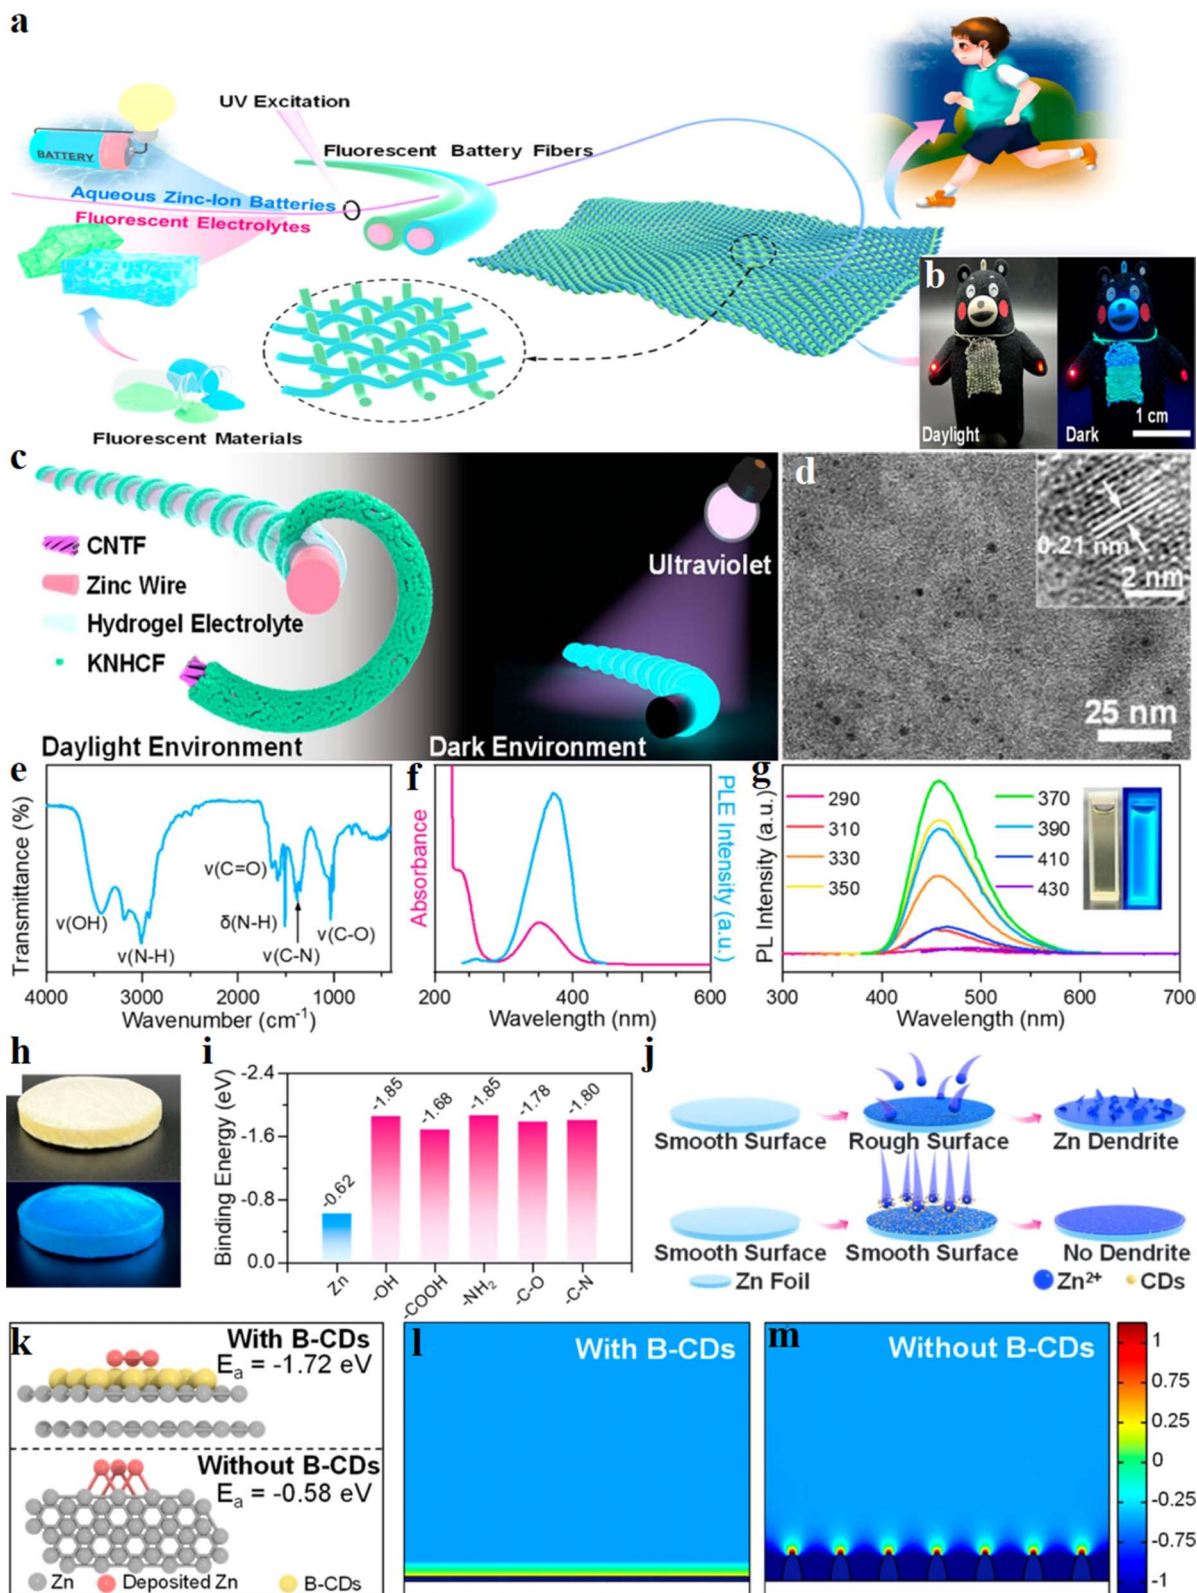 a
UV Excitation
Fluorescent Battery Fibers
BATTERY
Aqueous Zinc-Ion Batteries
Fluorescent Electrolytes
Fluorescent Materials
b
Daylight
Dark
1 cm
c
CNTF
Zinc Wire
Hydrogel Electrolyte
KNHCF
Daylight Environment
Ultraviolet
Dark Environment
d
0.21 nm
2 nm
25 nm
e
Transmittance (%)
ν(OH)
ν(N-H)
ν(C=O)
δ(N-H)
ν(C-N)
ν(C-O)
4000 3000 2000 1000
Wavenumber (cm⁻¹)
f
Absorbance
PLE Intensity (a.u.)
200 400 600
Wavelength (nm)
g
PL Intensity (a.u.)
290 370
310 390
330 410
350 430
300 400 500 600 700
Wavelength (nm)
h
i
Binding Energy (eV)
-2.4
-1.6
-0.8
0.0
-0.62 -1.85 -1.68 -1.85 -1.78 -1.80
Zn -OH -COOH -NH₂ -C-O -C-N
j
Smooth Surface Rough Surface Zn Dendrite
Smooth Surface Smooth Surface No Dendrite
Zn Foil Zn²⁺ CDs
k
With B-CDs
Eₐ = -1.72 eV
Without B-CDs
Eₐ = -0.58 eV
Zn Deposited Zn B-CDs
l
With B-CDs
m
Without B-CDs
1
0.75
0.25
0
-0.25
-0.75
-1